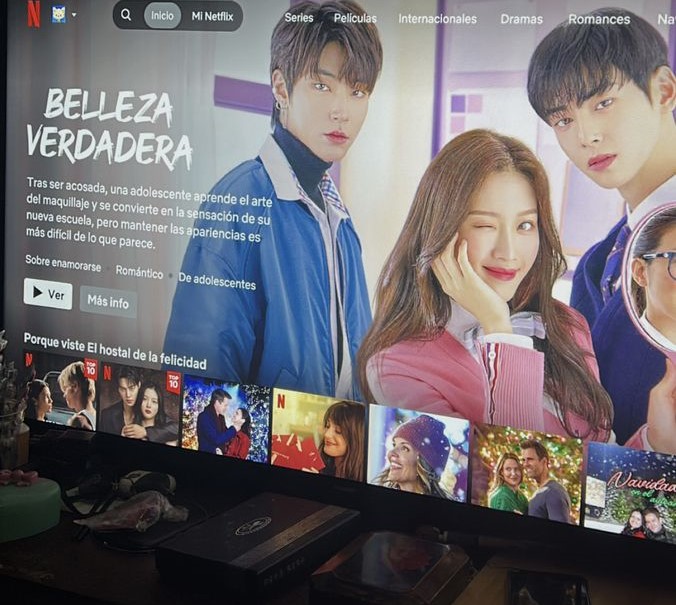 N
Inicio
Mi Netflix
Series
Películas
Internacionales
Dramas
Romances
BELLEZA
VERDADERA
Tras ser acosada, una adolescente aprende el arte
del maquillaje y se convierte en la sensación de su
nueva escuela, pero mantener las apariencias es
más difícil de lo que parece.
Sobre enamorarse • Romántico • De adolescentes
Ver
Más info
Porque viste El hostal de la felicidad
N
TOP
10
N
TOP
10
N
Navidad
en el